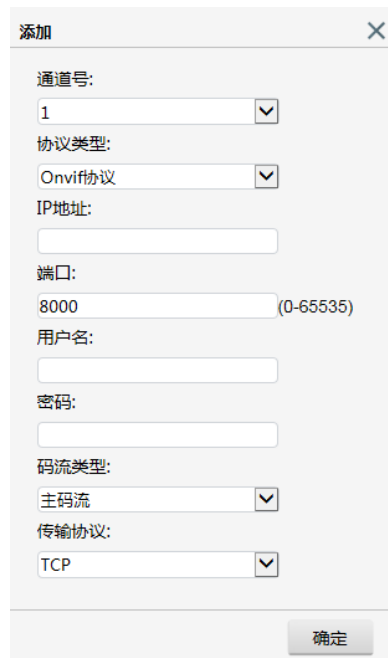 添加
通道号:
1
协议类型:
Onvif协议
IP地址:
端口:
8000 (0-65535)
用户名:
密码:
码流类型:
主码流
传输协议:
TCP
确定